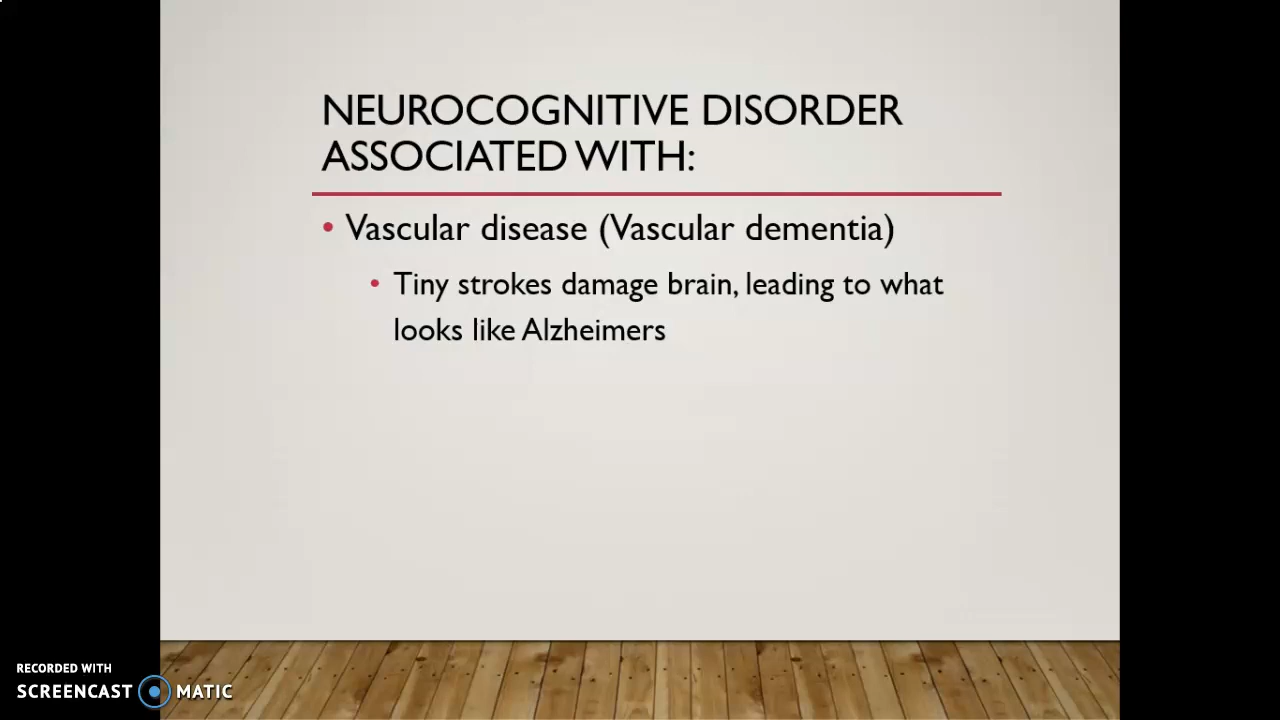 NEUROCOGNITIVE DISORDER
ASSOCIATED WITH:
• Vascular disease (Vascular dementia)
• Tiny strokes damage brain, leading to what
looks like Alzheimers
RECORDED WITH
SCREENCAST MATIC